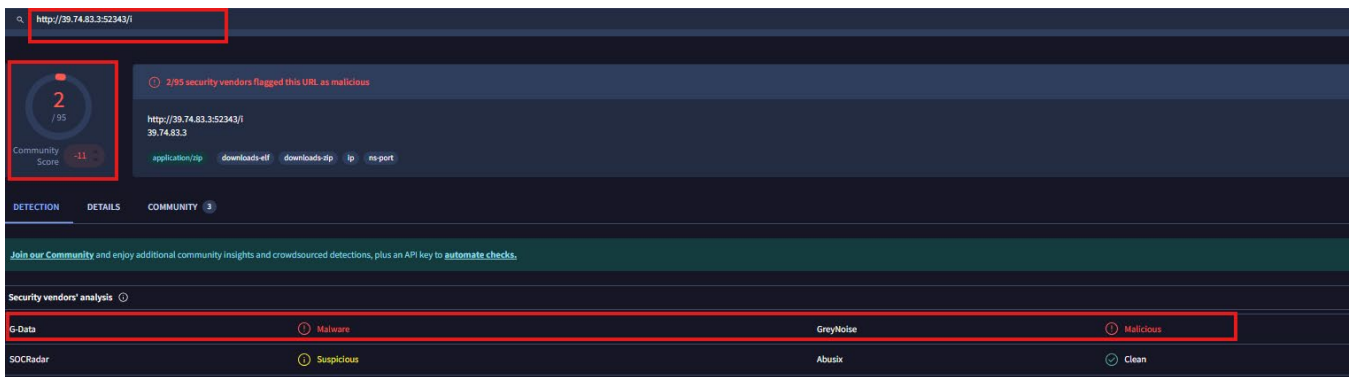 http://39.74.83.3:52343/i
2/95 security vendors flagged this URL as malicious
2
/ 95
Community Score -11
http://39.74.83.3:52343/i
39.74.83.3
application/zip downloads-elf downloads-zip ip ns-port
DETECTION DETAILS COMMUNITY 3
Join our Community and enjoy additional community insights and crowdsourced detections, plus an API key to automate checks.
Security vendors' analysis
G-Data Malware GreyNoise Malicious
SOCRadar Suspicious Abusix Clean